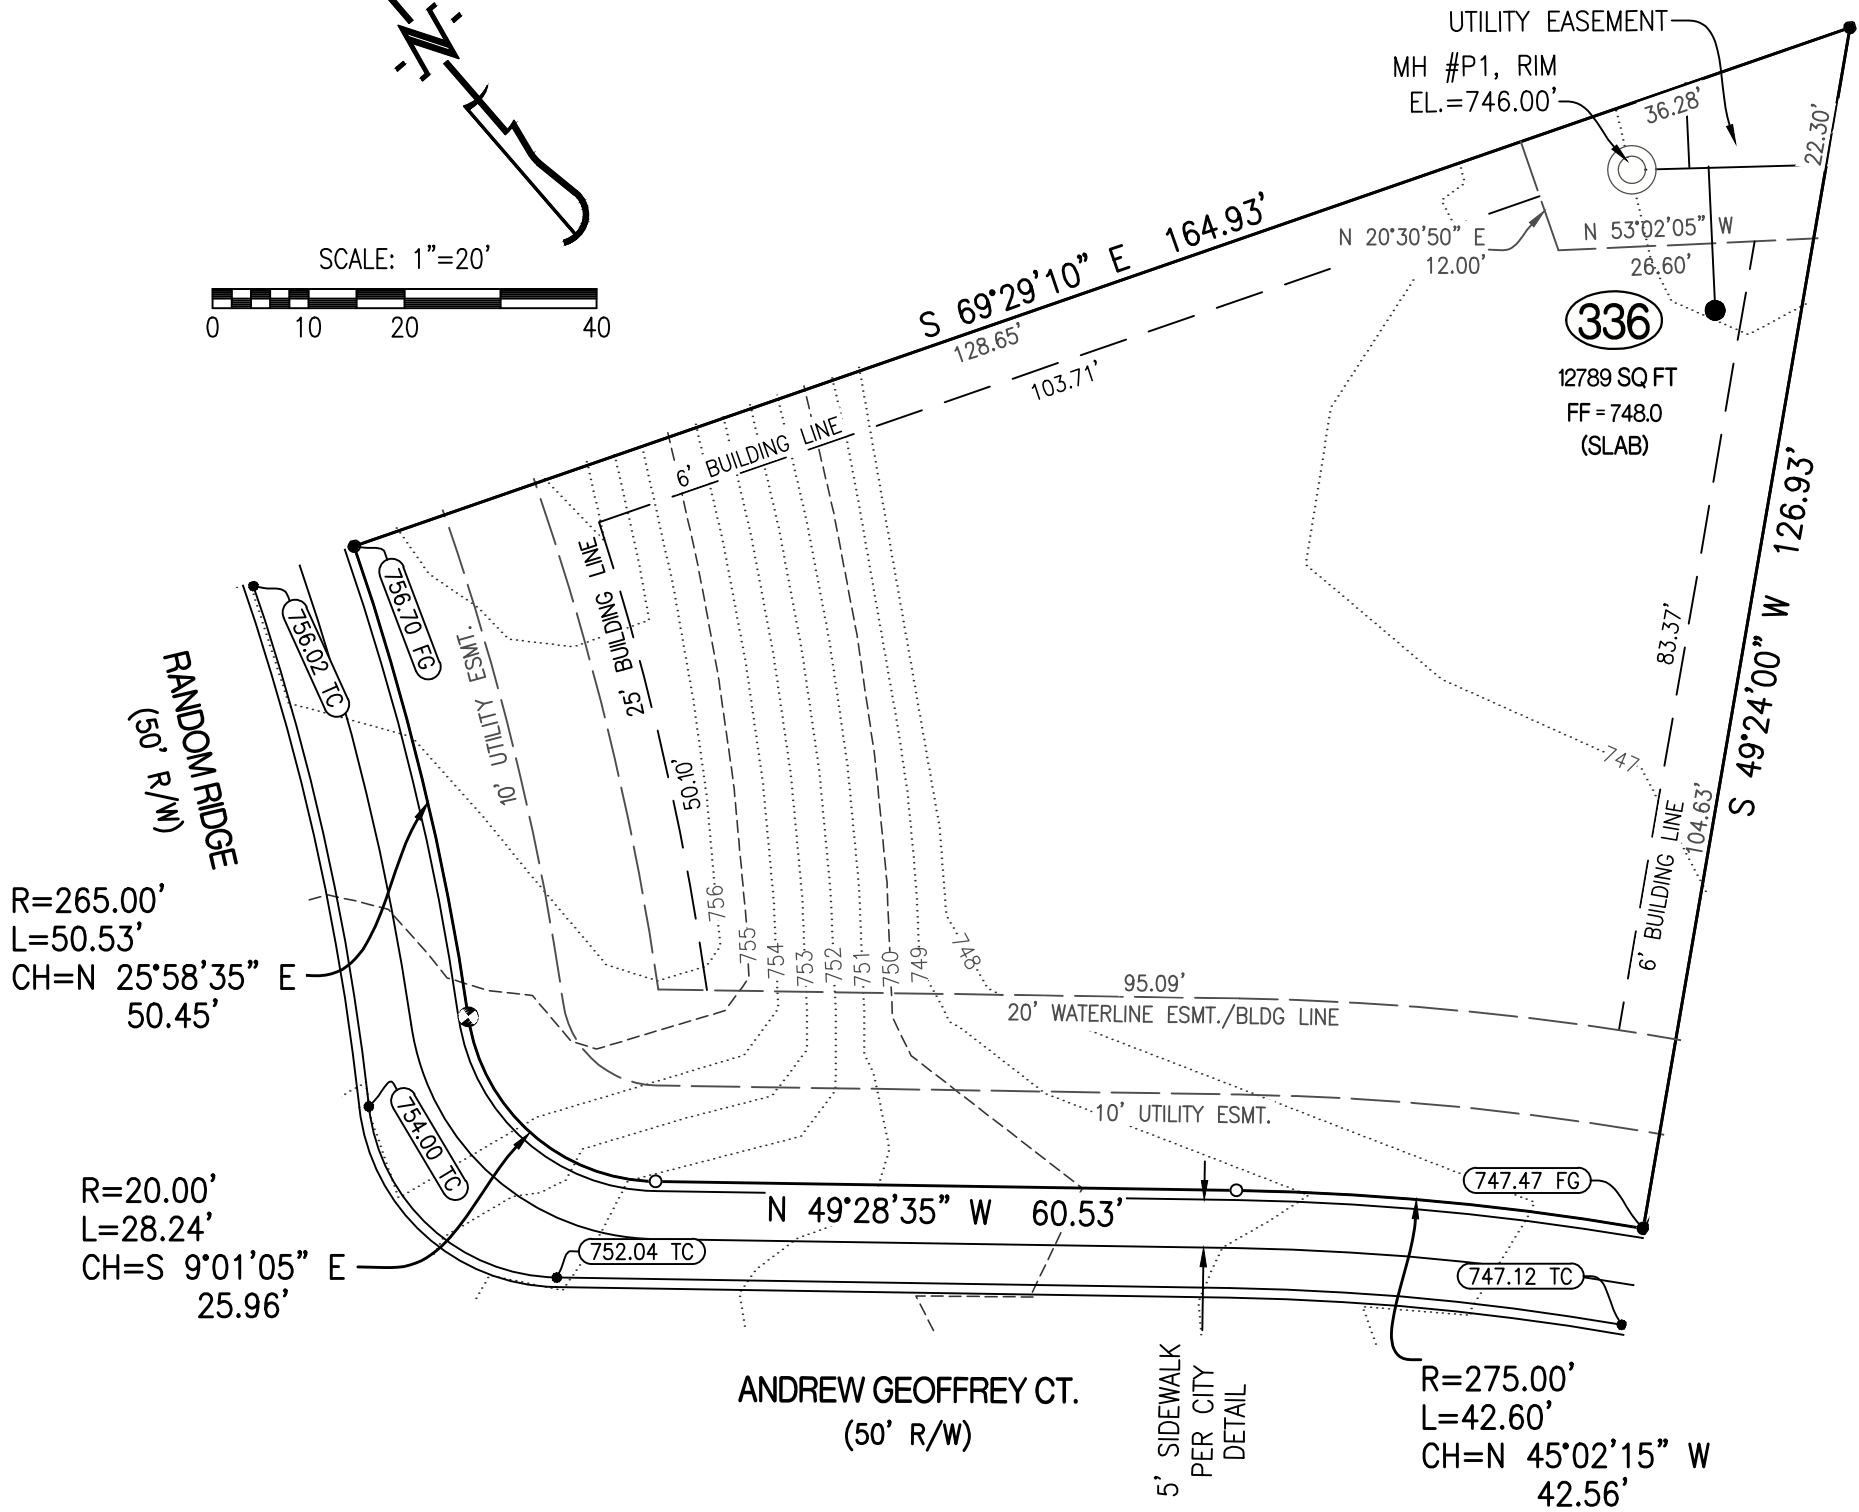 N
UTILITY EASEMENT
MH #P1, RIM
EL.=746.00'
36.28'
22.30'
SCALE: 1"=20'
0 10 20 40
S 69°29'10" E 164.93'
128.65'
103.71'
N 20°30'50" E
12.00'
N 53°02'05" W
26.60'
336
12789 SQ FT
FF = 748.0
(SLAB)
6' BUILDING LINE
25' BUILDING LINE
50.10'
10' UTILITY ESMT.
756.70 FG
756.02 TC
RANDOM RIDGE
(50' R/W)
S 49°24'00" W 126.93'
83.37'
104.63'
6' BUILDING LINE
747
R=265.00'
L=50.53'
CH=N 25°58'35" E
50.45'
756
755
754
753
752
751
750
749
748
95.09'
20' WATERLINE ESMT./BLDG LINE
10' UTILITY ESMT.
754.00 TC
R=20.00'
L=28.24'
CH=S 9°01'05" E
25.96'
N 49°28'35" W 60.53'
752.04 TC
747.47 FG
747.12 TC
ANDREW GEOFFREY CT.
(50' R/W)
5' SIDEWALK
PER CITY
DETAIL
R=275.00'
L=42.60'
CH=N 45°02'15" W
42.56'